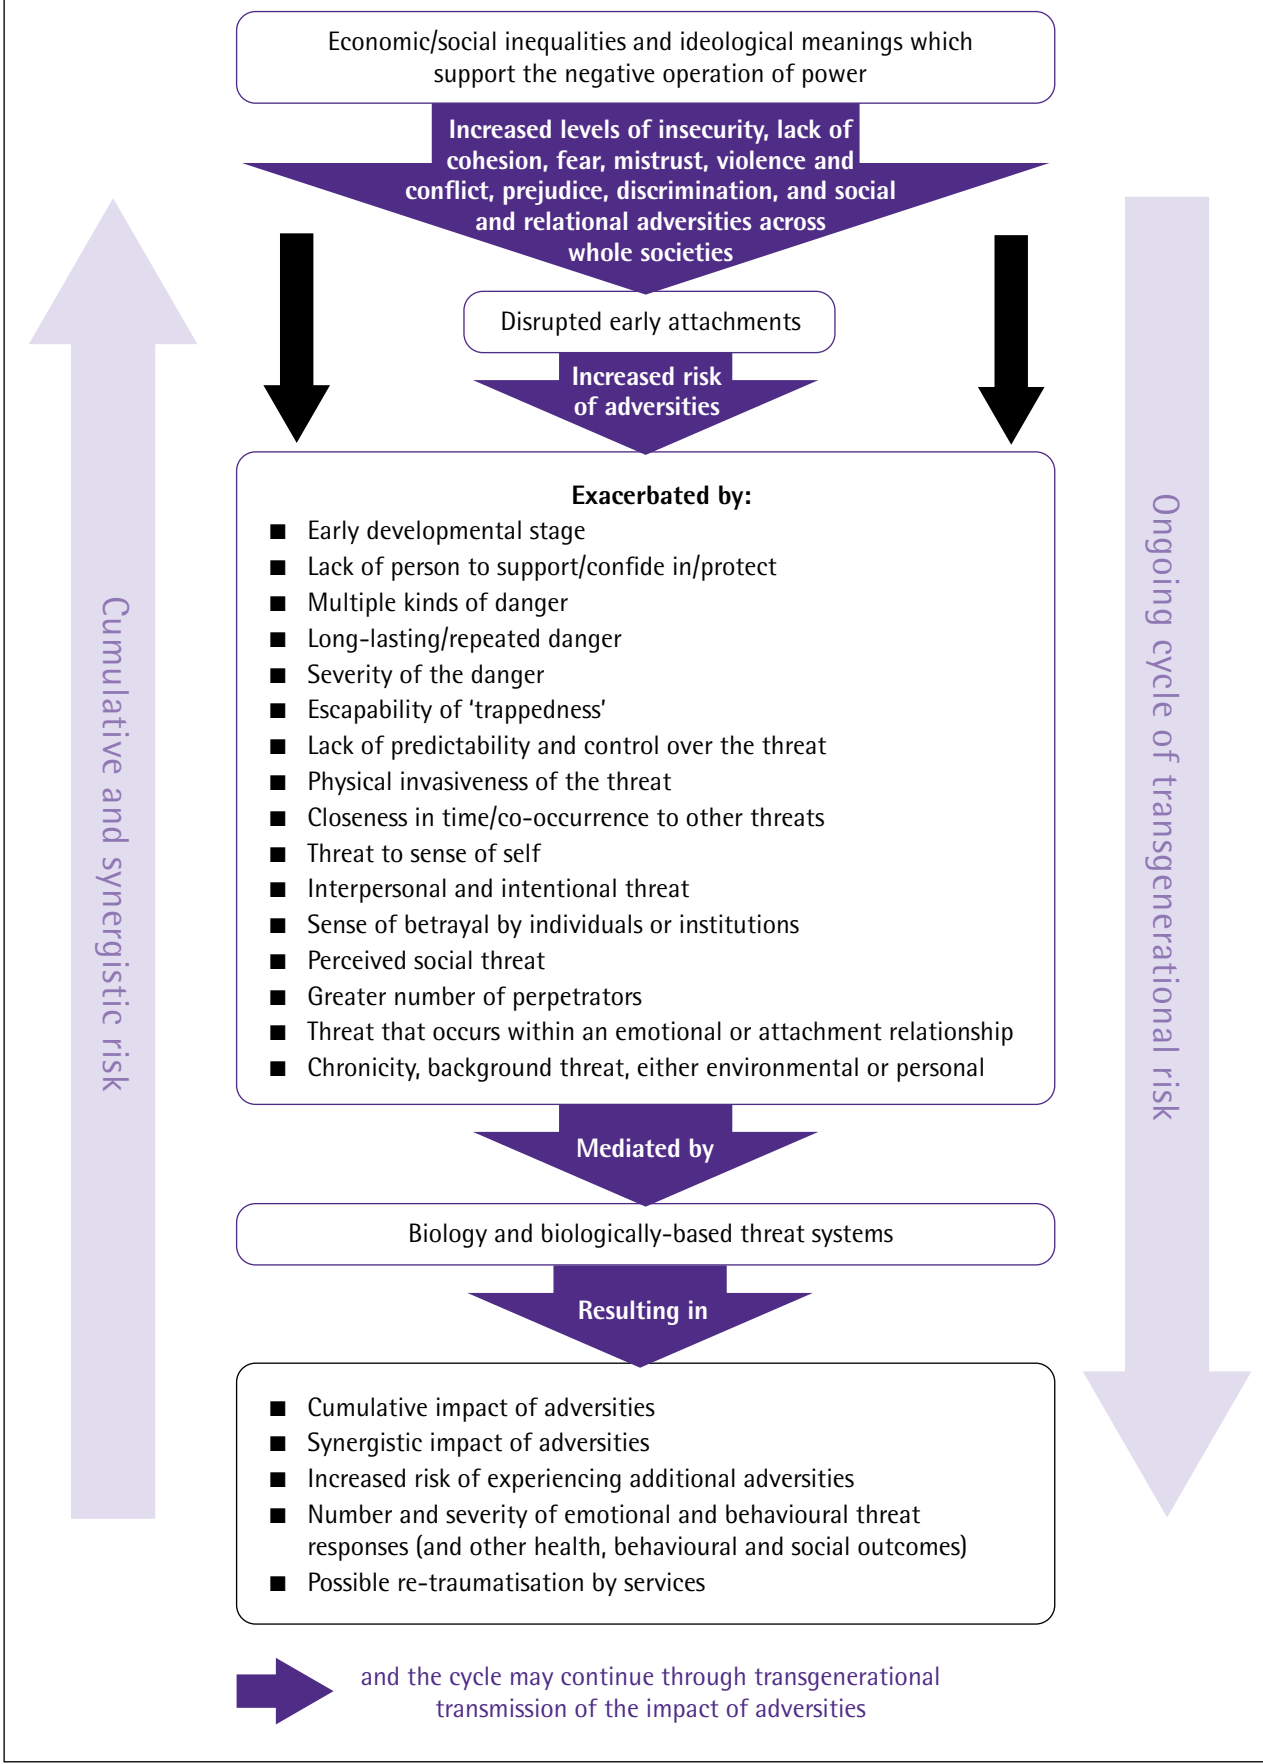 Economic/social inequalities and ideological meanings which
support the negative operation of power
Increased levels of insecurity, lack of
cohesion, fear, mistrust, violence and
conflict, prejudice, discrimination, and social
and relational adversities across
whole societies
Disrupted early attachments
Increased risk
of adversities
Exacerbated by:
■ Early developmental stage
■ Lack of person to support/confide in/protect
■ Multiple kinds of danger
■ Long-lasting/repeated danger
■ Severity of the danger
■ Escapability of ‘trappedness’
■ Lack of predictability and control over the threat
■ Physical invasiveness of the threat
■ Closeness in time/co-occurrence to other threats
■ Threat to sense of self
■ Interpersonal and intentional threat
■ Sense of betrayal by individuals or institutions
■ Perceived social threat
■ Greater number of perpetrators
■ Threat that occurs within an emotional or attachment relationship
■ Chronicity, background threat, either environmental or personal
Mediated by
Biology and biologically-based threat systems
Resulting in
■ Cumulative impact of adversities
■ Synergistic impact of adversities
■ Increased risk of experiencing additional adversities
■ Number and severity of emotional and behavioural threat
responses (and other health, behavioural and social outcomes)
■ Possible re-traumatisation by services
and the cycle may continue through transgenerational
transmission of the impact of adversities
Cumulative and synergistic risk
Ongoing cycle of transgenerational risk